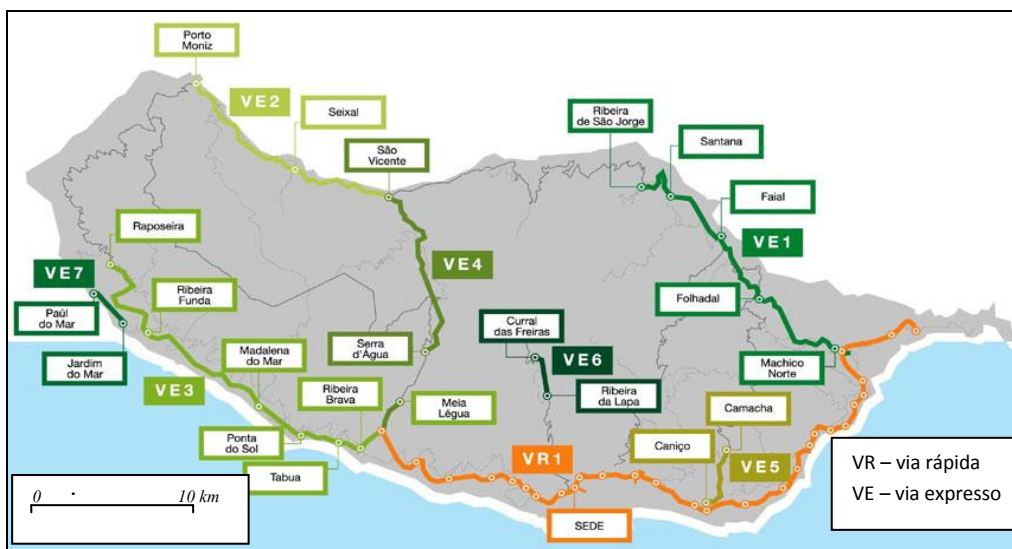 Porto
Moniz
VE2
Seixal
São
Vicente
Ribeira
de São Jorge
Santana
Faial
VE1
Raposeira
VE7
Ribeira
Funda
VE4
Paúl
do Mar
Folhadal
Curral
das Freiras
Serra
d'Água
VE6
Madalena
do Mar
Jardim
do Mar
Machico
Norte
VE3
Ribeira
Brava
Meia
Légua
Ribeira
da Lapa
Camacha
Caniço
Ponta
do Sol
VR1
VE5
Tabua
SEDE
VR – via rápida
VE – via expresso
0 10 km